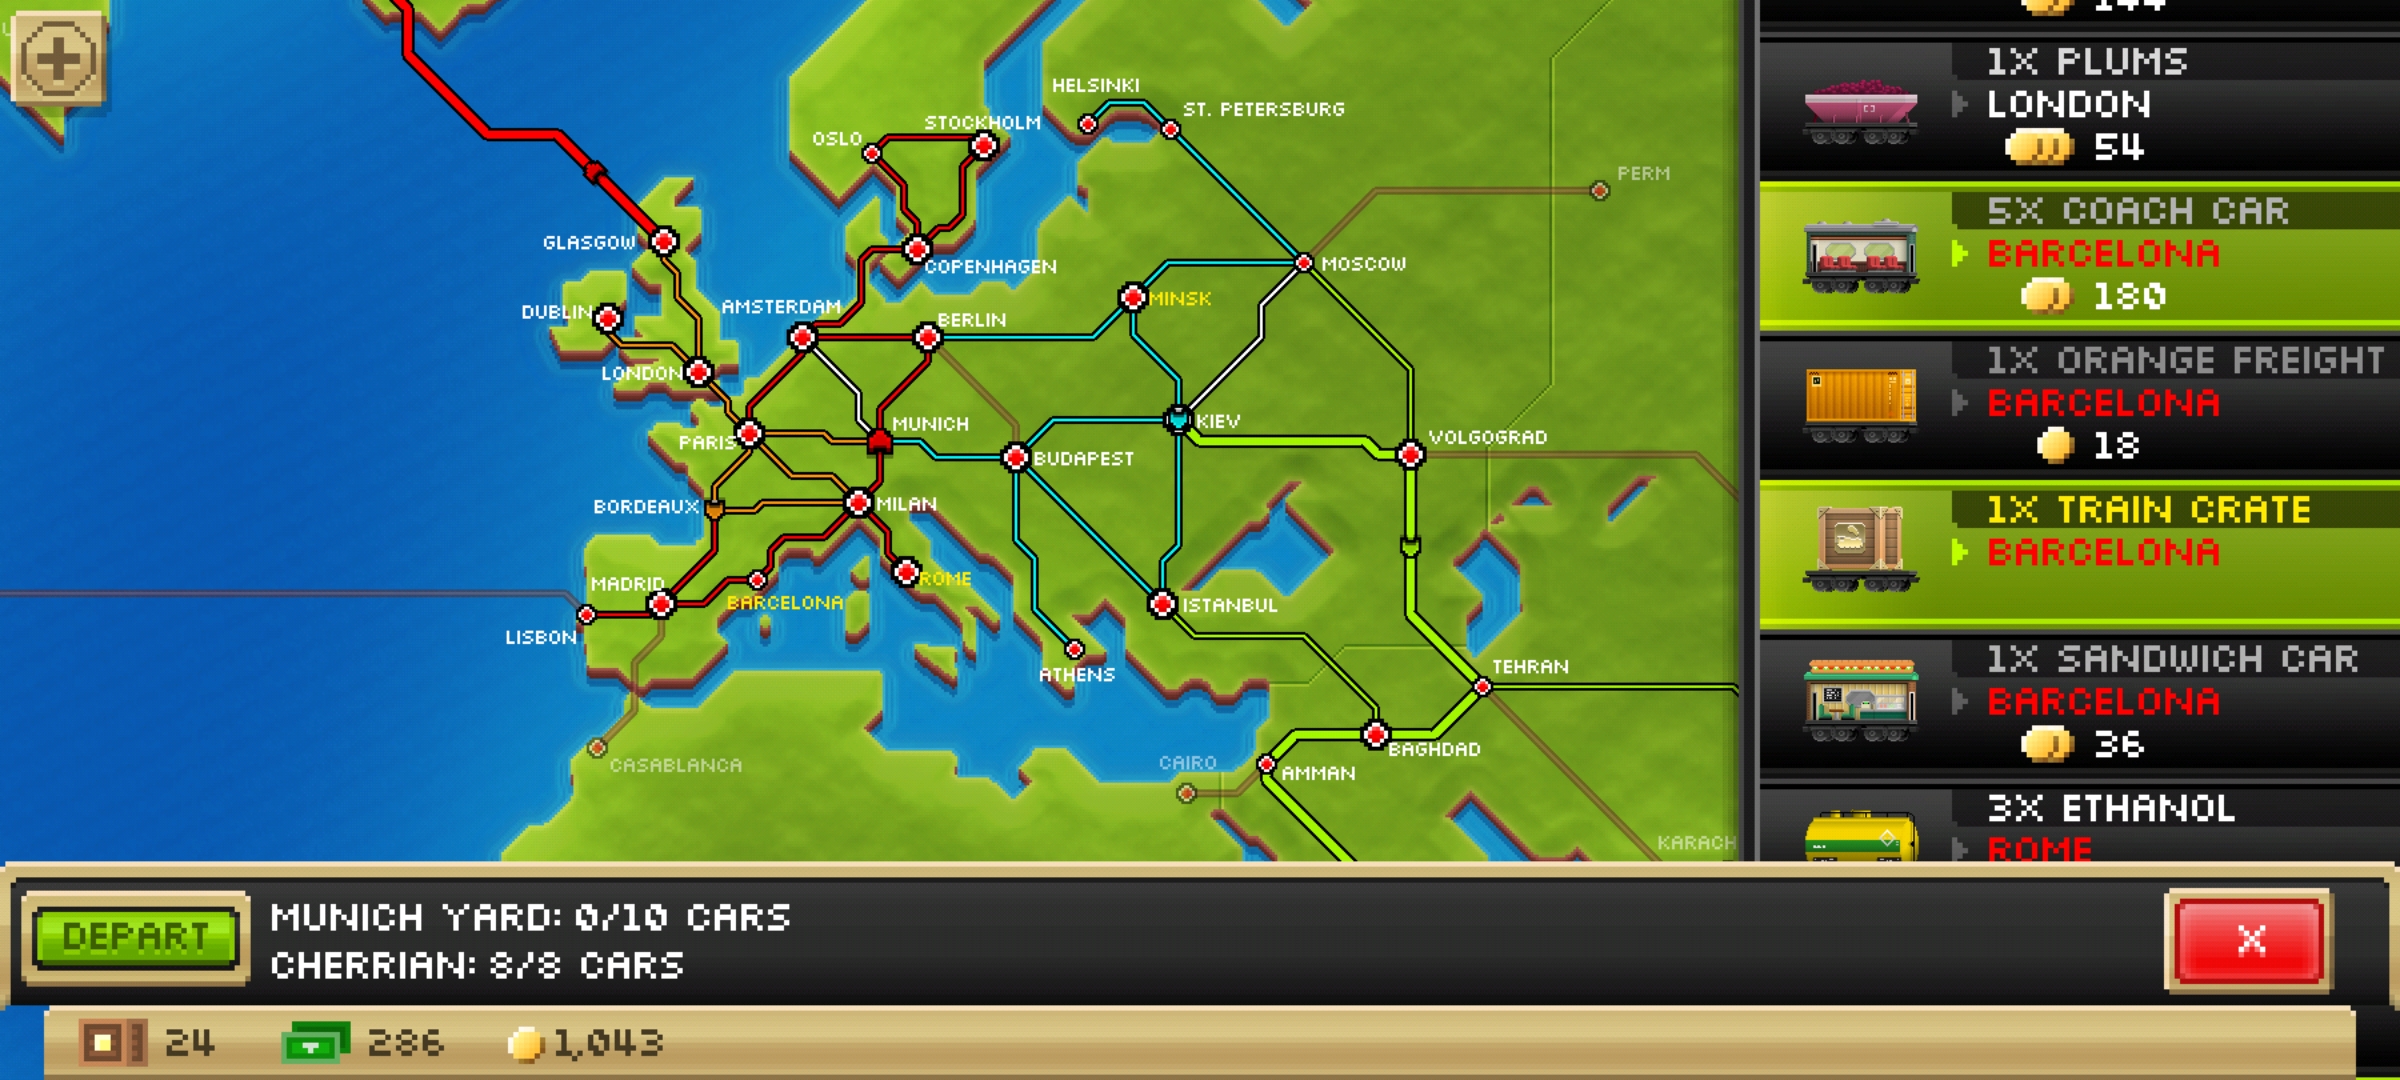 HELSINKI
ST. PETERSBURG
STOCKHOLM
OSLO
PERM
GLASGOW
COPENHAGEN
MOSCOW
DUBLIN
AMSTERDAM
BERLIN
MINSK
LONDON
MUNICH
KIEV
PARIS
BUDAPEST
VOLGOGRAD
BORDEAUX
MILAN
MADRID
ROME
BARCELONA
ISTANBUL
LISBON
ATHENS
TEHRAN
CASABLANCA
CAIRO
BAGHDAD
AMMAN
KARACH
144
1X PLUMS
LONDON
54
5X COACH CAR
BARCELONA
180
1X ORANGE FREIGHT
BARCELONA
18
1X TRAIN CRATE
BARCELONA
1X SANDWICH CAR
BARCELONA
36
3X ETHANOL
ROME
DEPART
MUNICH YARD: 0/10 CARS
CHERRIAN: 8/8 CARS
X
24
286
1,043